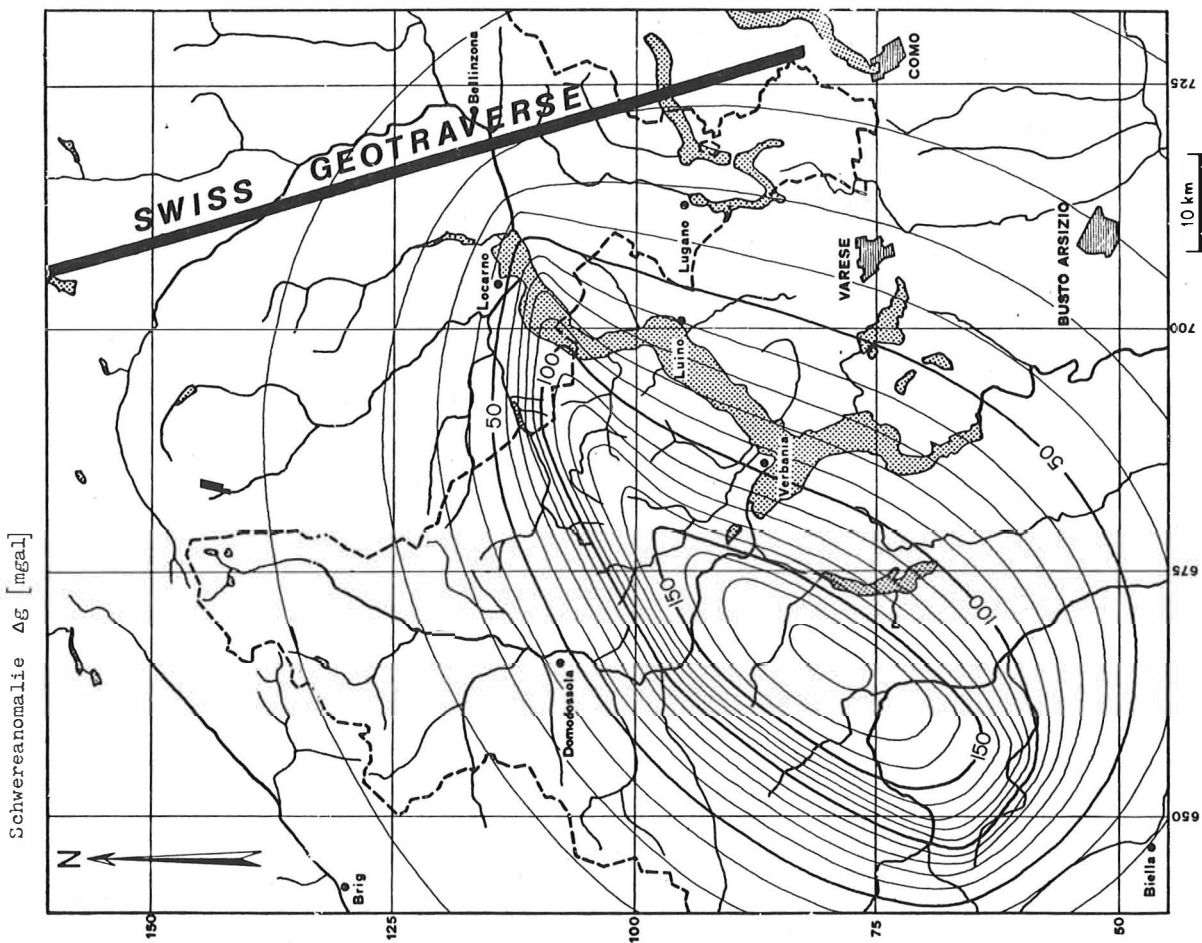 Schwereanomalie Δg [mgal]
N
SWISS GEOTRAVERSE
Brig
Domodossola
Locarno
Bellinzona
Lugano
Luino
Verbania
VARESE
COMO
BUSTO ARSIZIO
Biella
50
100
150
150
100
50
150
125
100
75
50
725
700
675
650
10 km